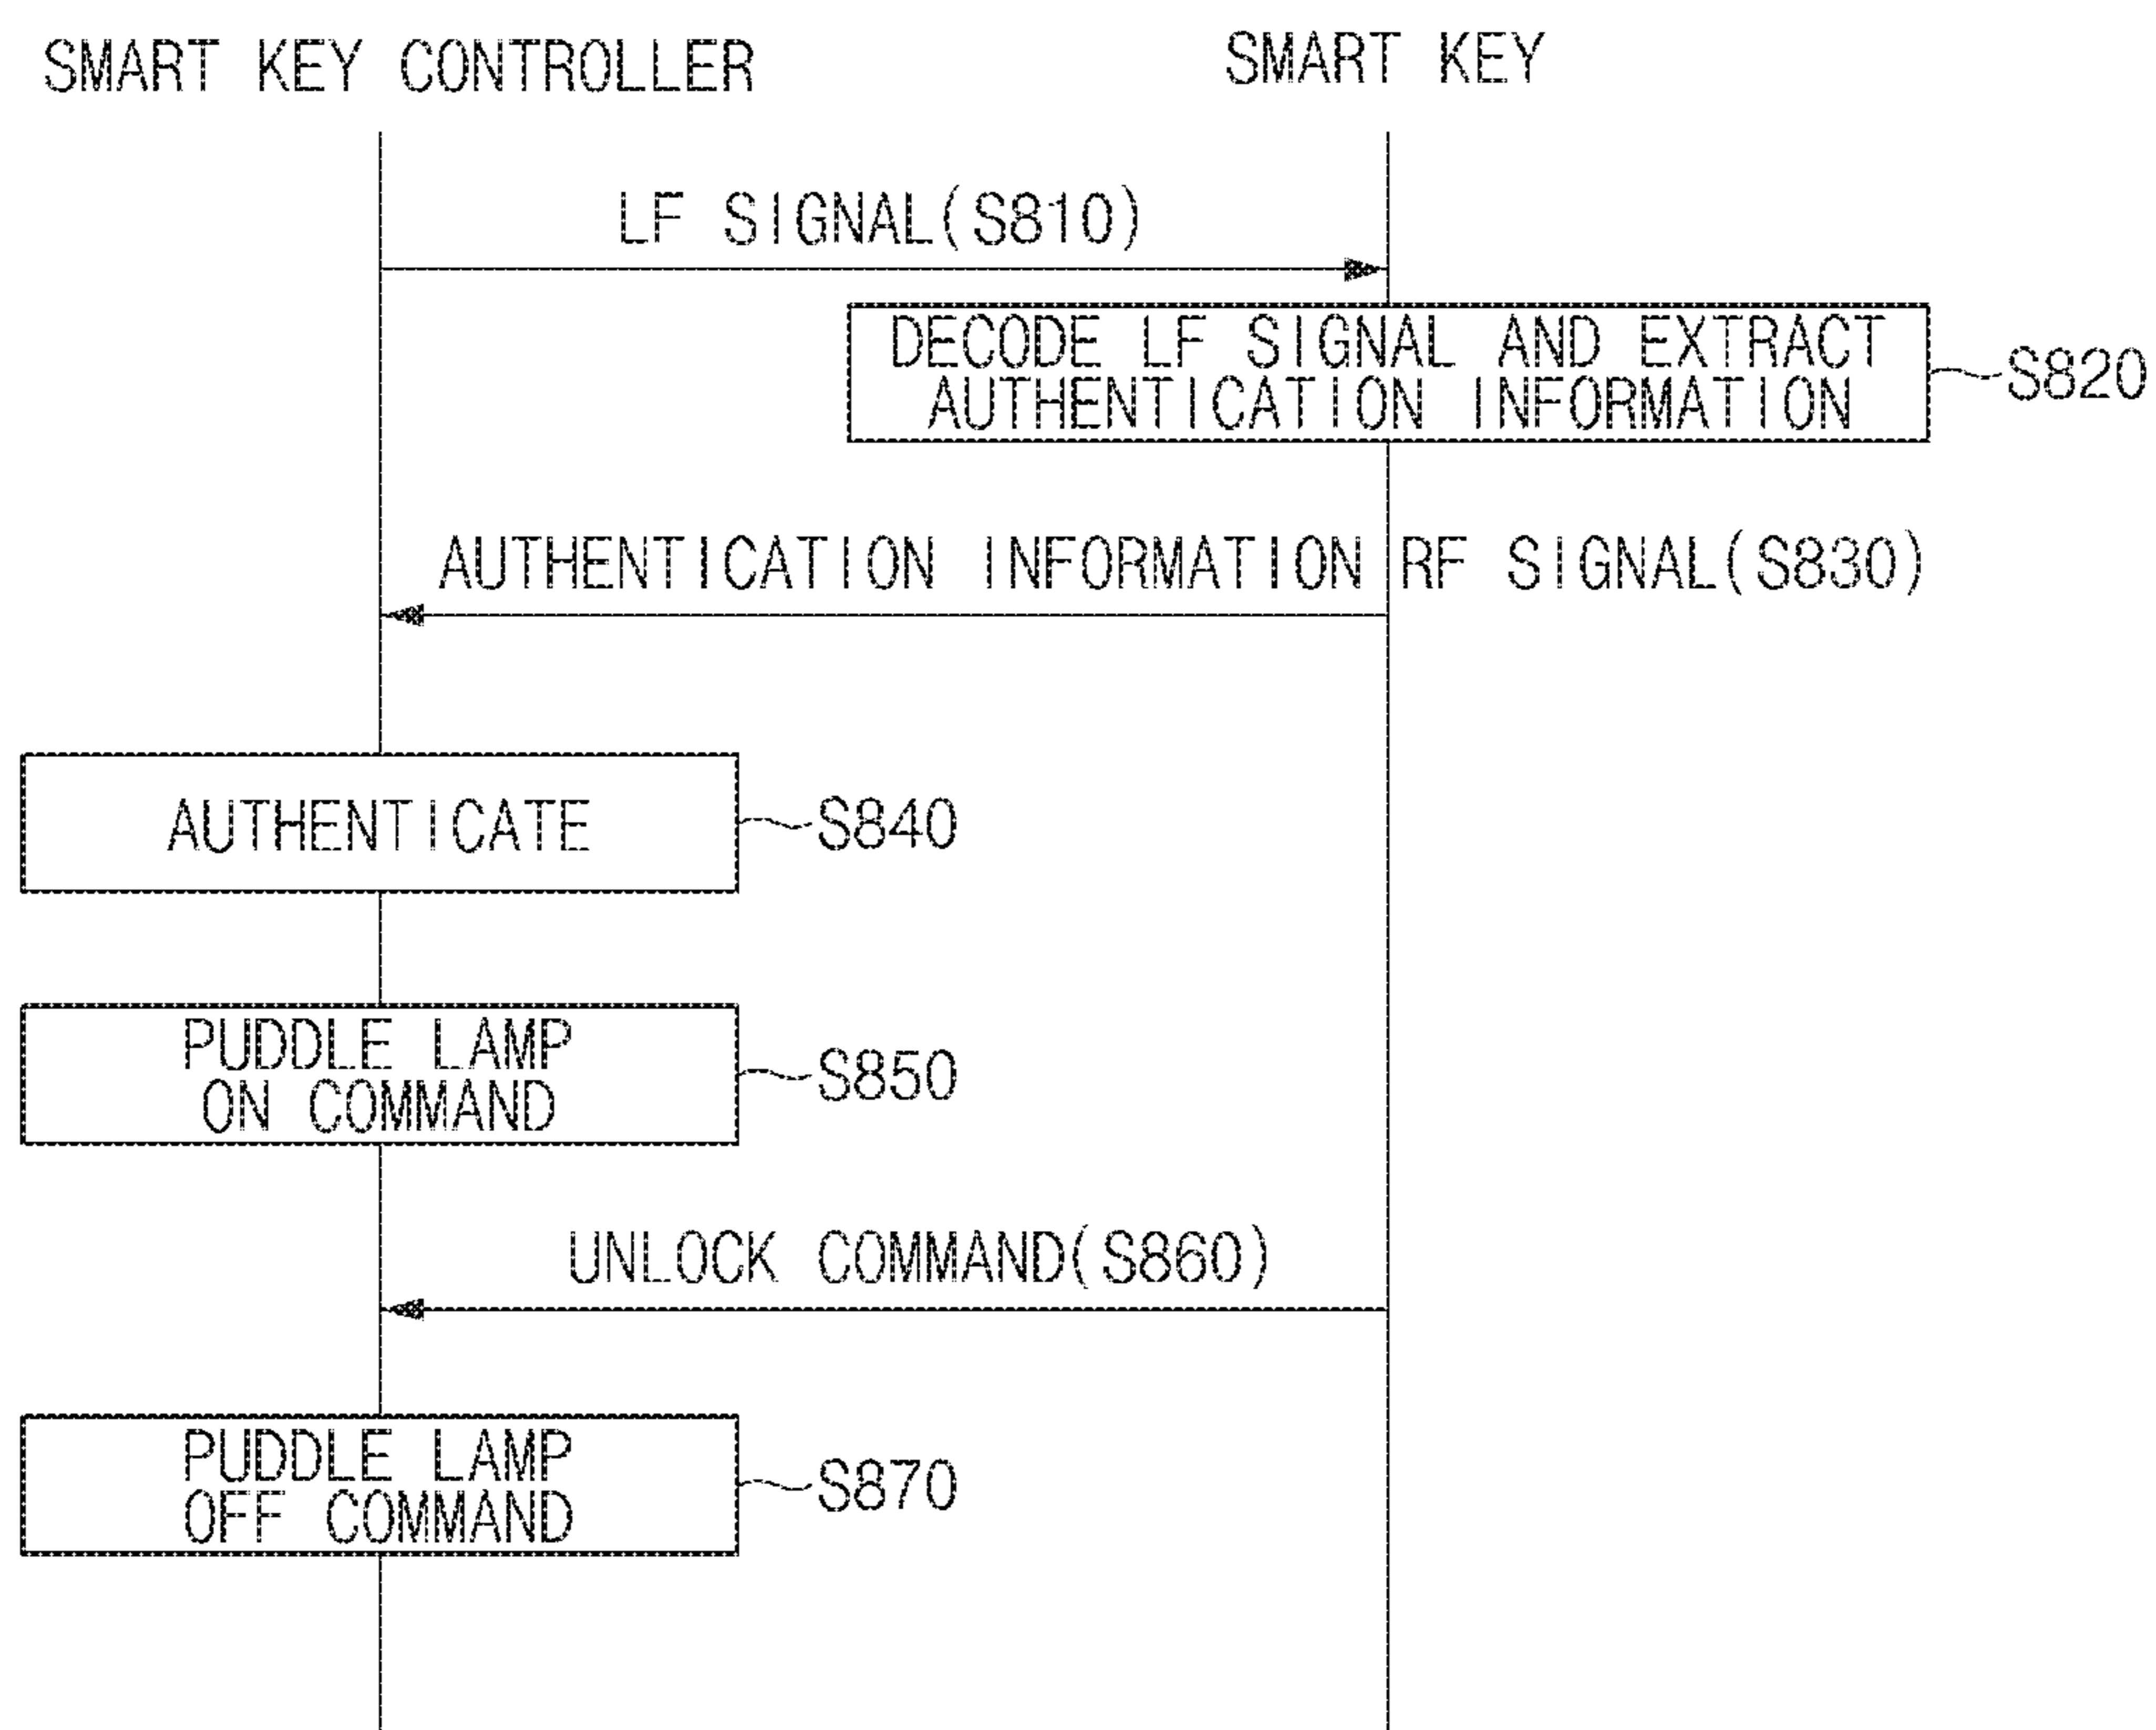 SMART KEY CONTROLLER
SMART KEY
LF SIGNAL(S810)
DECODE LF SIGNAL AND EXTRACT
AUTHENTICATION INFORMATION
S820
AUTHENTICATION INFORMATION RF SIGNAL(S830)
AUTHENTICATE
S840
PUDDLE LAMP
ON COMMAND
S850
UNLOCK COMMAND(S860)
PUDDLE LAMP
OFF COMMAND
S870